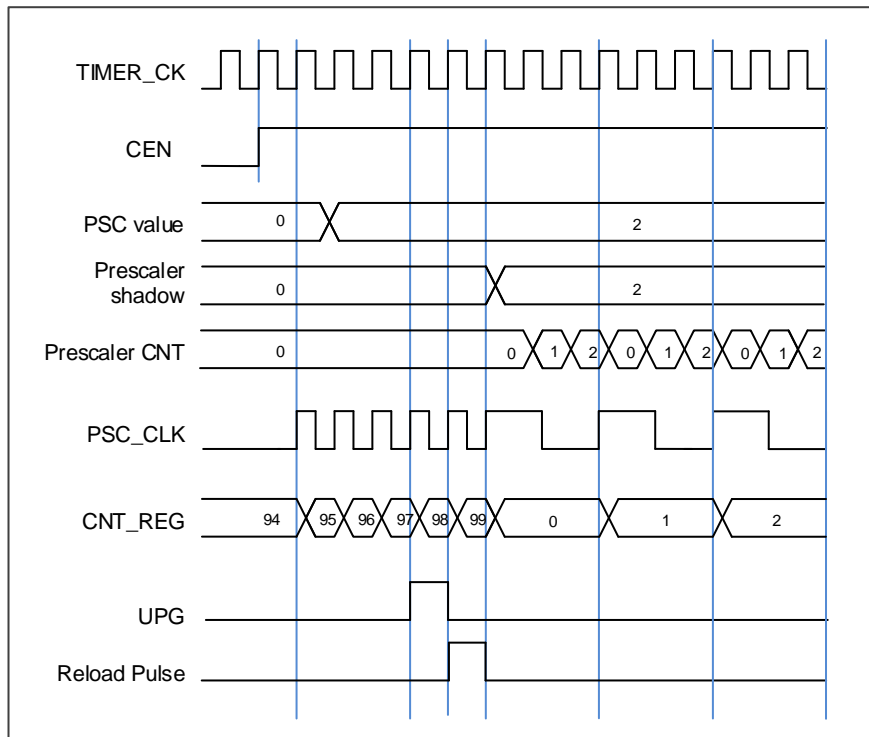 TIMER_CK
CEN
PSC value 0 2
Prescaler
shadow 0 2
Prescaler CNT 0 0 1 2 0 1 2 0 1 2
PSC_CLK
CNT_REG 94 95 96 97 98 99 0 1 2
UPG
Reload Pulse